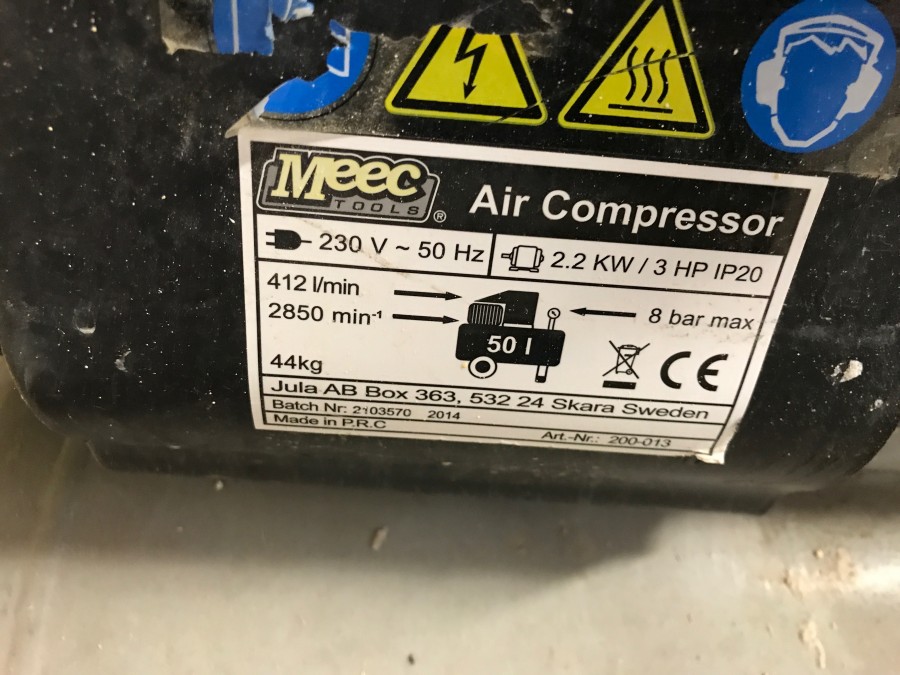 Meec
TOOLS ®
Air Compressor
230 V ~ 50 Hz
2.2 KW / 3 HP IP20
412 l/min
2850 min⁻¹
8 bar max
50 l
44kg
CE
Jula AB Box 363, 532 24 Skara Sweden
Batch Nr: 2103570 2014
Made in P.R.C
Art.-Nr.: 200-013